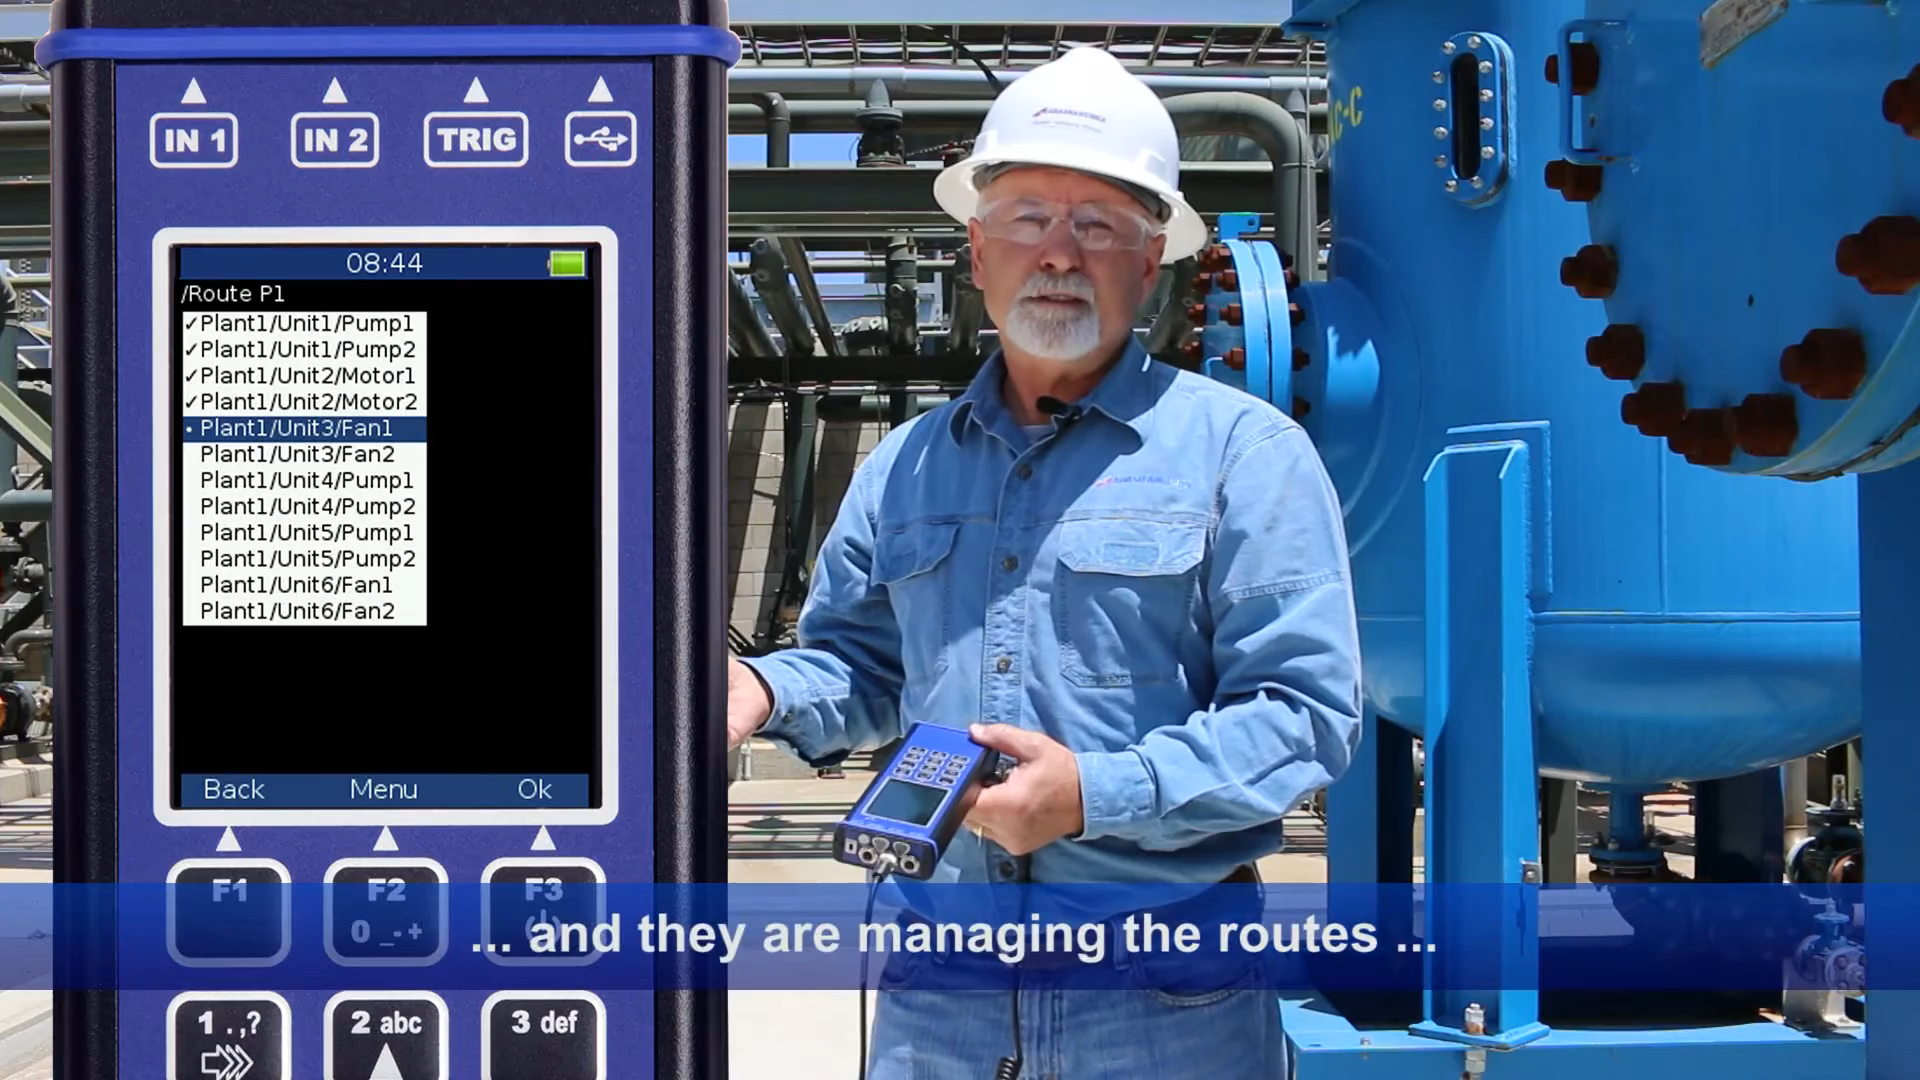 IN 1 IN 2 TRIG
08:44
/Route P1
✓Plant1/Unit1/Pump1
✓Plant1/Unit1/Pump2
✓Plant1/Unit2/Motor1
✓Plant1/Unit2/Motor2
• Plant1/Unit3/Fan1
Plant1/Unit3/Fan2
Plant1/Unit4/Pump1
Plant1/Unit4/Pump2
Plant1/Unit5/Pump1
Plant1/Unit5/Pump2
Plant1/Unit6/Fan1
Plant1/Unit6/Fan2
Back Menu Ok
F1 F2 F3
0 _-+
... and they are managing the routes ...
1 .,? 2 abc 3 def
C-C